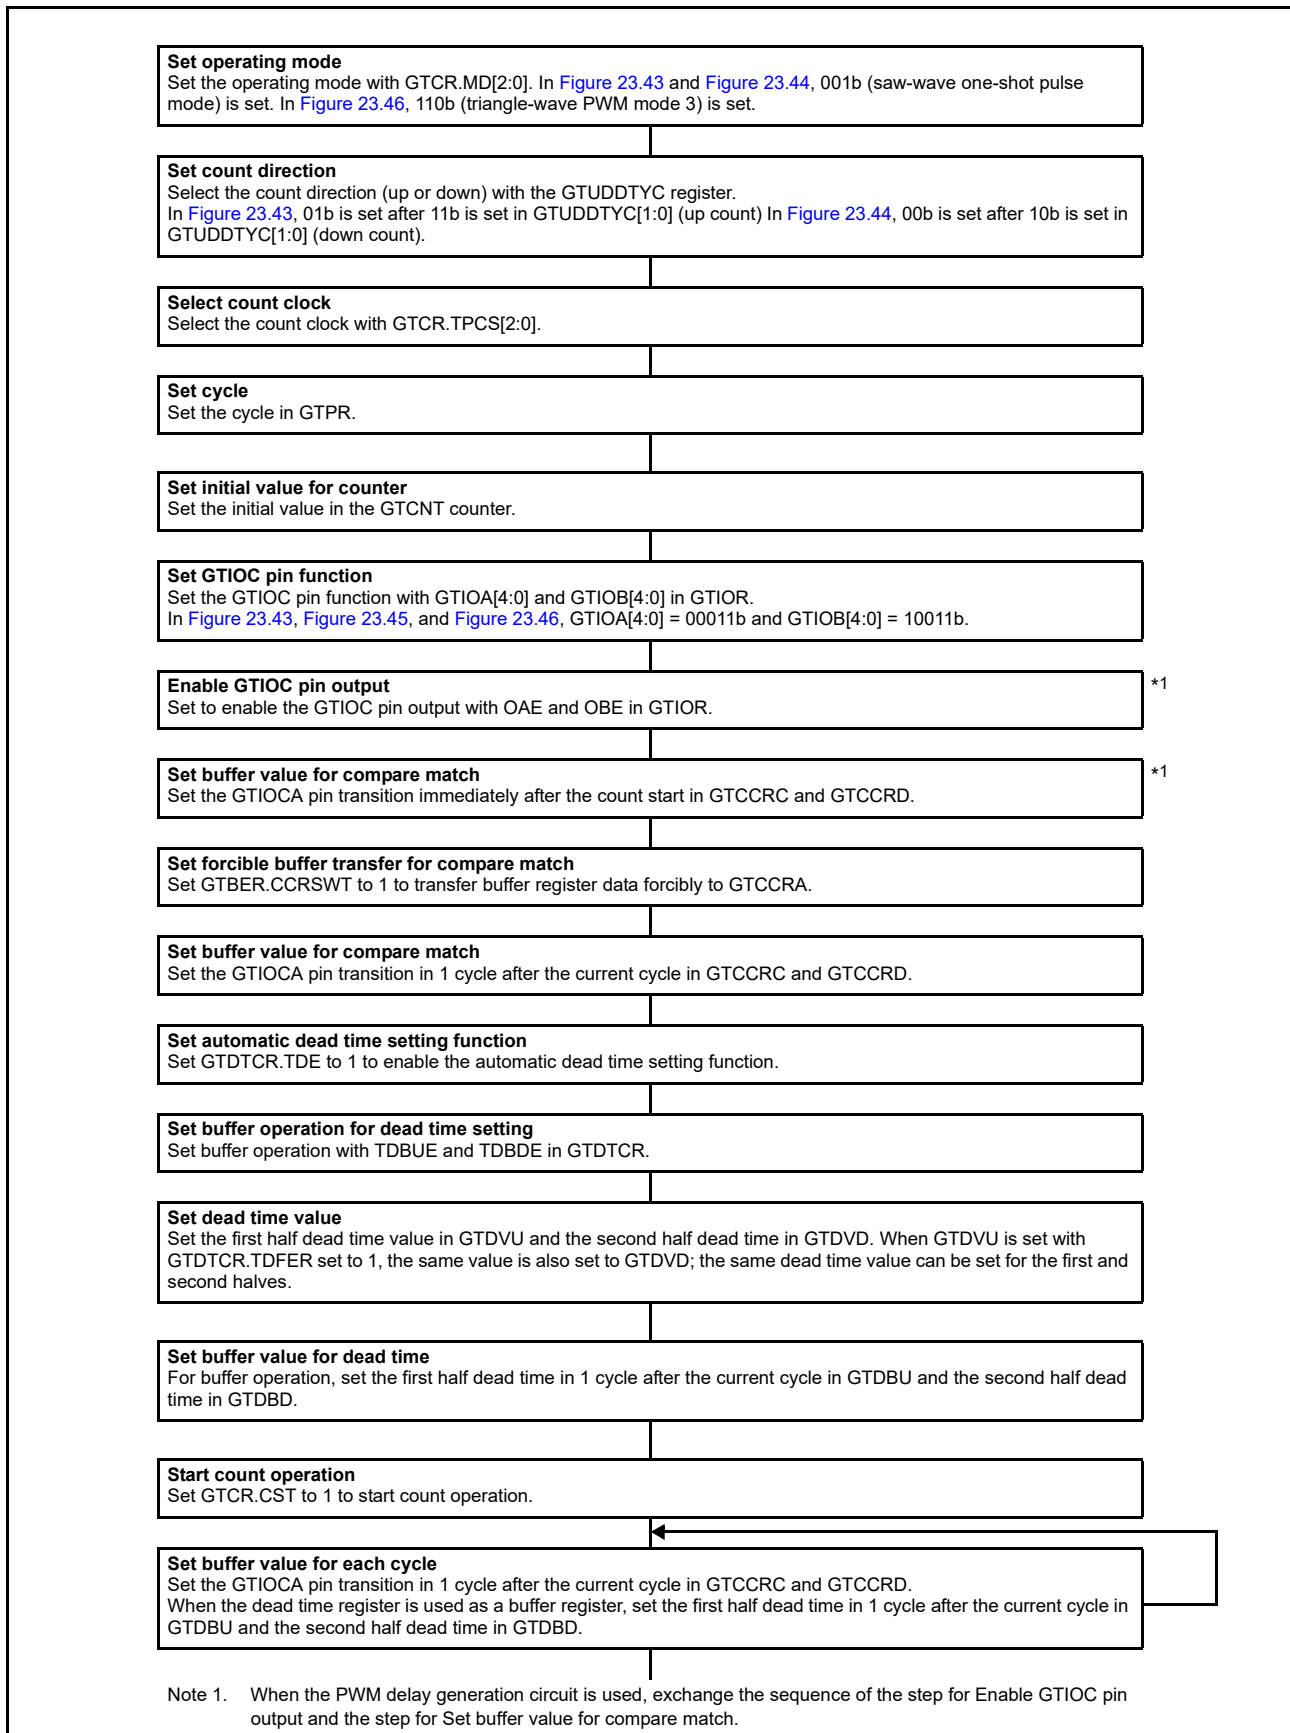 Set operating mode
Set the operating mode with GTCR.MD[2:0]. In Figure 23.43 and Figure 23.44, 001b (saw-wave one-shot pulse
mode) is set. In Figure 23.46, 110b (triangle-wave PWM mode 3) is set.
Set count direction
Select the count direction (up or down) with the GTUDDTYC register.
In Figure 23.43, 01b is set after 11b is set in GTUDDTYC[1:0] (up count) In Figure 23.44, 00b is set after 10b is set in
GTUDDTYC[1:0] (down count).
Select count clock
Select the count clock with GTCR.TPCS[2:0].
Set cycle
Set the cycle in GTPR.
Set initial value for counter
Set the initial value in the GTCNT counter.
Set GTIOC pin function
Set the GTIOC pin function with GTIOA[4:0] and GTIOB[4:0] in GTIOR.
In Figure 23.43, Figure 23.45, and Figure 23.46, GTIOA[4:0] = 00011b and GTIOB[4:0] = 10011b.
Enable GTIOC pin output *1
Set to enable the GTIOC pin output with OAE and OBE in GTIOR.
Set buffer value for compare match *1
Set the GTIOCA pin transition immediately after the count start in GTCCRC and GTCCRD.
Set forcible buffer transfer for compare match
Set GTBER.CCRSWT to 1 to transfer buffer register data forcibly to GTCCRA.
Set buffer value for compare match
Set the GTIOCA pin transition in 1 cycle after the current cycle in GTCCRC and GTCCRD.
Set automatic dead time setting function
Set GTDTCR.TDE to 1 to enable the automatic dead time setting function.
Set buffer operation for dead time setting
Set buffer operation with TDBUE and TDBDE in GTDTCR.
Set dead time value
Set the first half dead time value in GTDVU and the second half dead time in GTDVD. When GTDVU is set with
GTDTCR.TDFER set to 1, the same value is also set to GTDVD; the same dead time value can be set for the first and
second halves.
Set buffer value for dead time
For buffer operation, set the first half dead time in 1 cycle after the current cycle in GTDBU and the second half dead
time in GTDBD.
Start count operation
Set GTCR.CST to 1 to start count operation.
Set buffer value for each cycle
Set the GTIOCA pin transition in 1 cycle after the current cycle in GTCCRC and GTCCRD.
When the dead time register is used as a buffer register, set the first half dead time in 1 cycle after the current cycle in
GTDBU and the second half dead time in GTDBD.
Note 1. When the PWM delay generation circuit is used, exchange the sequence of the step for Enable GTIOC pin
output and the step for Set buffer value for compare match.